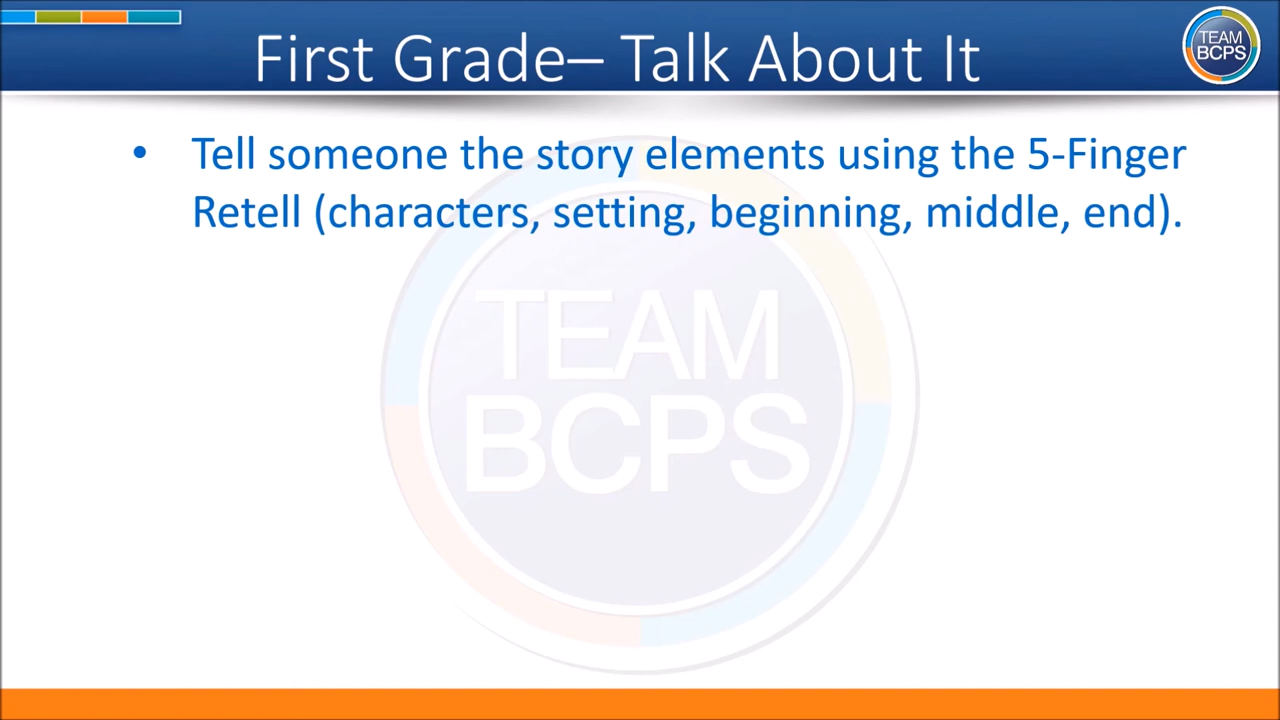 First Grade– Talk About It
TEAM
BCPS
• Tell someone the story elements using the 5-Finger
Retell (characters, setting, beginning, middle, end).
TEAM
BCPS